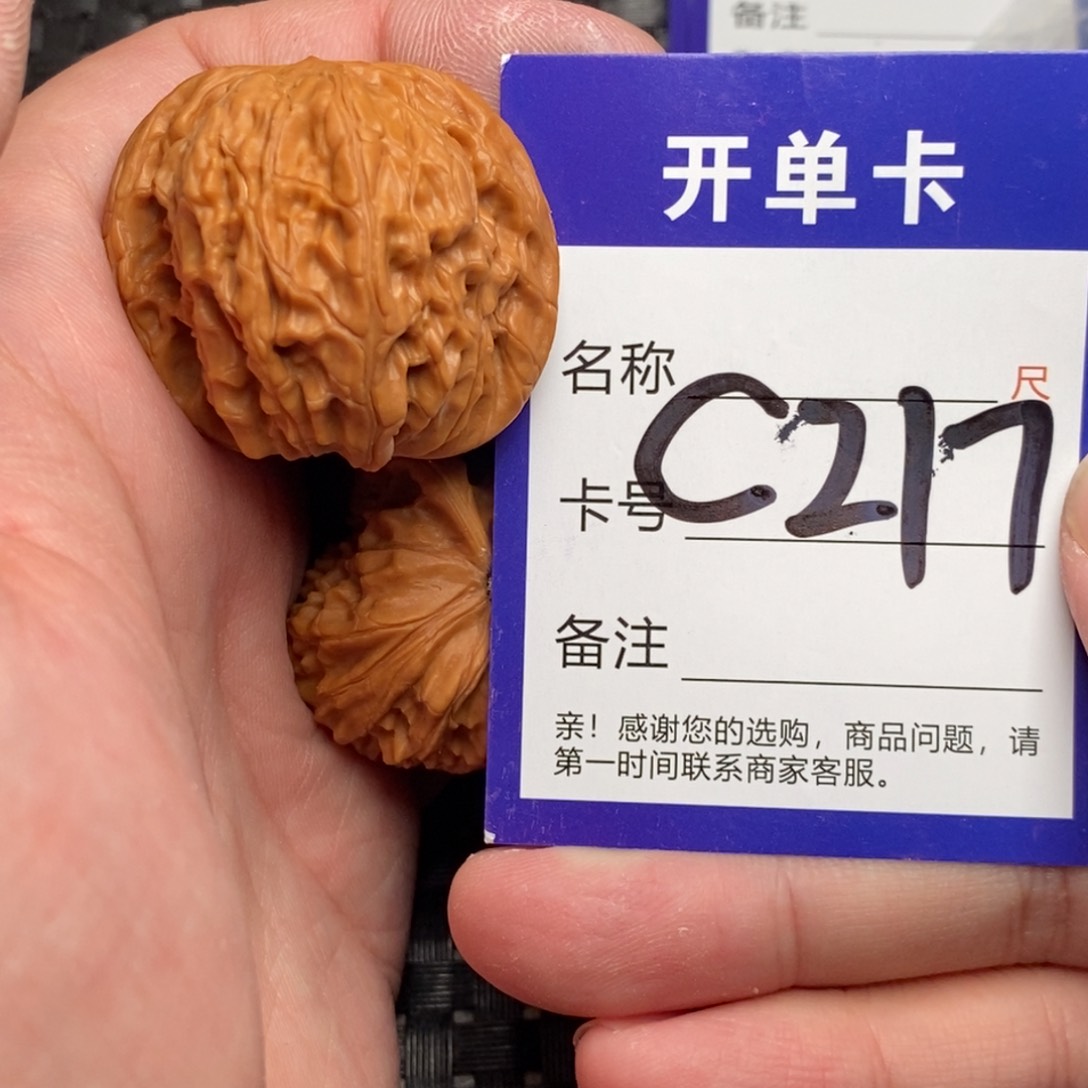 备注
开单卡
名称 尺
C217
卡号
备注
亲！感谢您的选购，商品问题，请
第一时间联系商家客服。